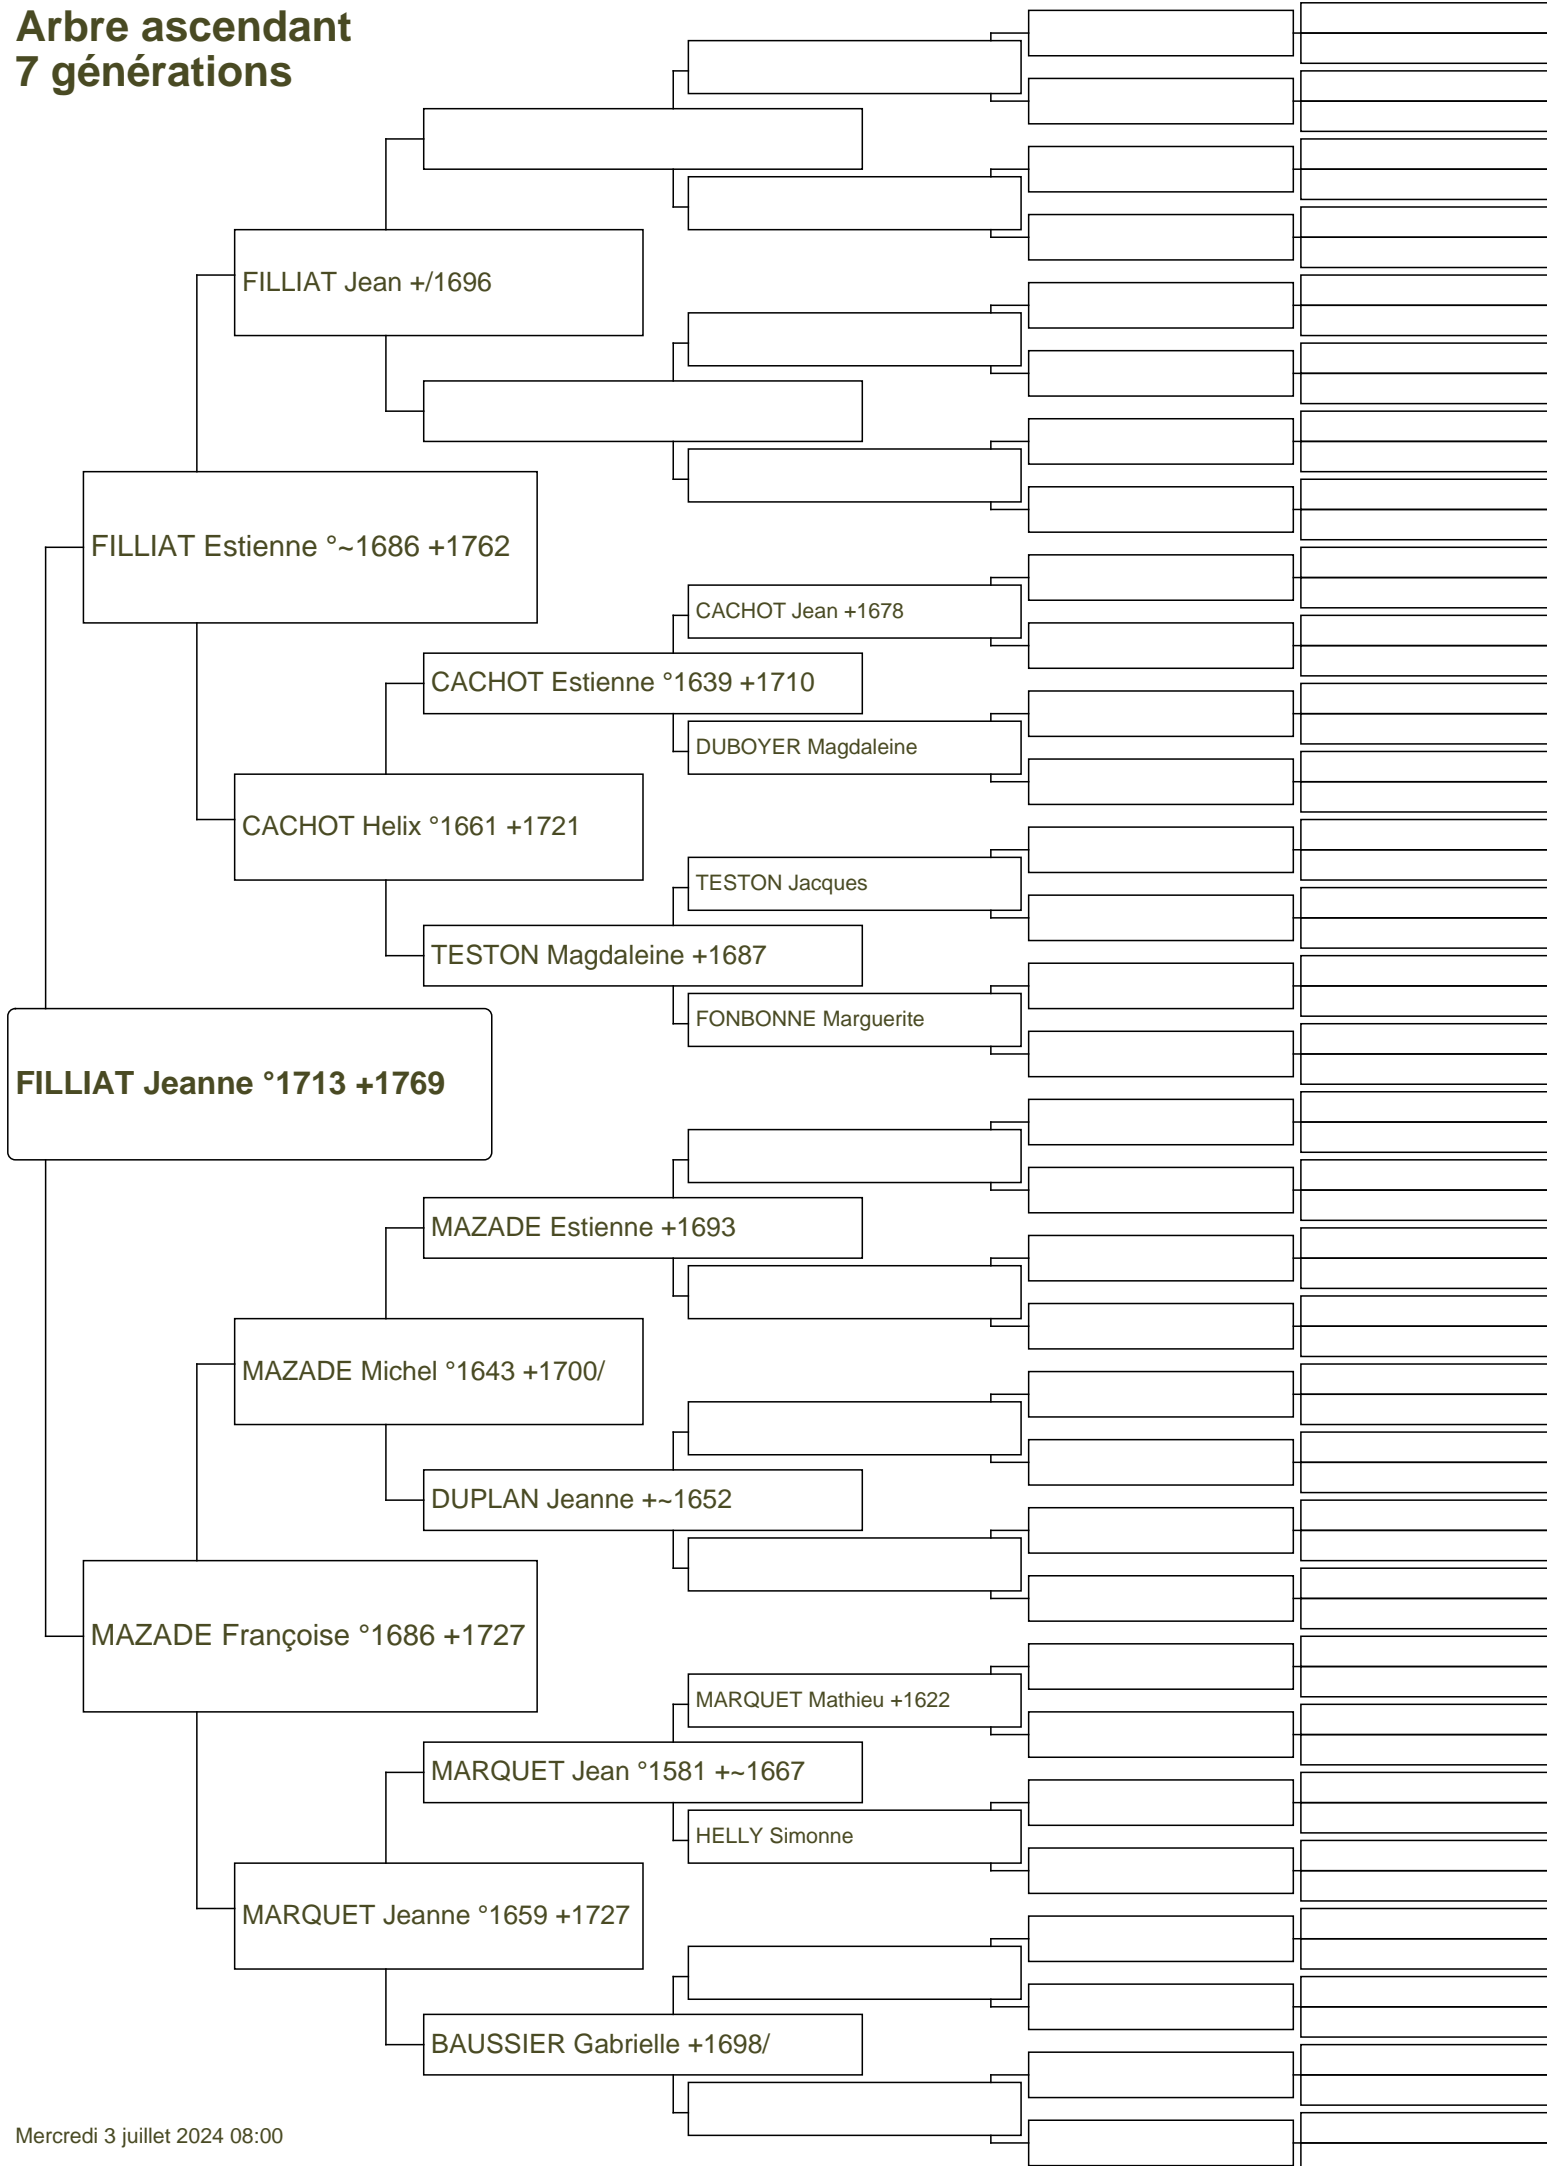 Arbre ascendant
7 générations
FILLIAT Jean +/1696
FILLIAT Estienne °~1686 +1762
CACHOT Jean +1678
CACHOT Estienne °1639 +1710
DUBOYER Magdaleine
CACHOT Helix °1661 +1721
TESTON Jacques
TESTON Magdaleine +1687
FONBONNE Marguerite
FILLIAT Jeanne °1713 +1769
MAZADE Estienne +1693
MAZADE Michel °1643 +1700/
DUPLAN Jeanne +~1652
MAZADE Françoise °1686 +1727
MARQUET Mathieu +1622
MARQUET Jean °1581 +~1667
HELLY Simonne
MARQUET Jeanne °1659 +1727
BAUSSIER Gabrielle +1698/
Mercredi 3 juillet 2024 08:00